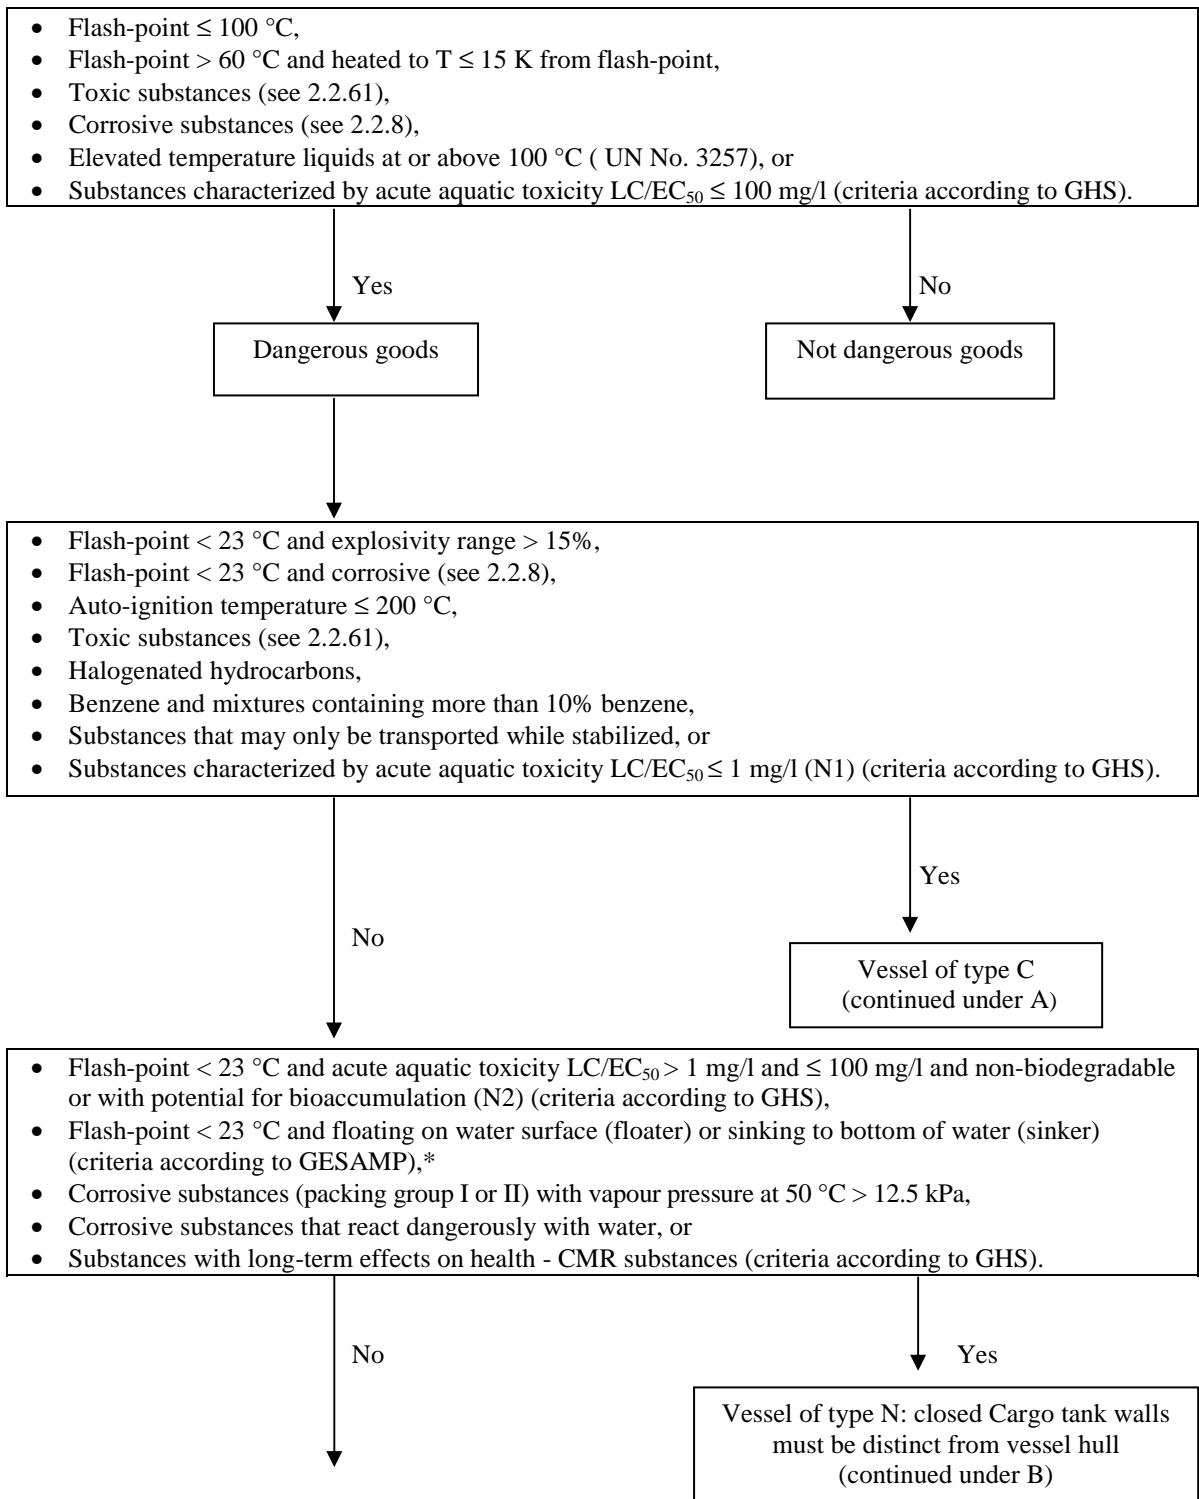 • Flash-point ≤ 100 °C,
• Flash-point > 60 °C and heated to T ≤ 15 K from flash-point,
• Toxic substances (see 2.2.61),
• Corrosive substances (see 2.2.8),
• Elevated temperature liquids at or above 100 °C ( UN No. 3257), or
• Substances characterized by acute aquatic toxicity LC/EC₅₀ ≤ 100 mg/l (criteria according to GHS).
Yes
No
Dangerous goods
Not dangerous goods
• Flash-point < 23 °C and explosivity range > 15%,
• Flash-point < 23 °C and corrosive (see 2.2.8),
• Auto-ignition temperature ≤ 200 °C,
• Toxic substances (see 2.2.61),
• Halogenated hydrocarbons,
• Benzene and mixtures containing more than 10% benzene,
• Substances that may only be transported while stabilized, or
• Substances characterized by acute aquatic toxicity LC/EC₅₀ ≤ 1 mg/l (N1) (criteria according to GHS).
Yes
No
Vessel of type C
(continued under A)
• Flash-point < 23 °C and acute aquatic toxicity LC/EC₅₀ > 1 mg/l and ≤ 100 mg/l and non-biodegradable
or with potential for bioaccumulation (N2) (criteria according to GHS),
• Flash-point < 23 °C and floating on water surface (floater) or sinking to bottom of water (sinker)
(criteria according to GESAMP),*
• Corrosive substances (packing group I or II) with vapour pressure at 50 °C > 12.5 kPa,
• Corrosive substances that react dangerously with water, or
• Substances with long-term effects on health - CMR substances (criteria according to GHS).
No
Yes
Vessel of type N: closed Cargo tank walls
must be distinct from vessel hull
(continued under B)